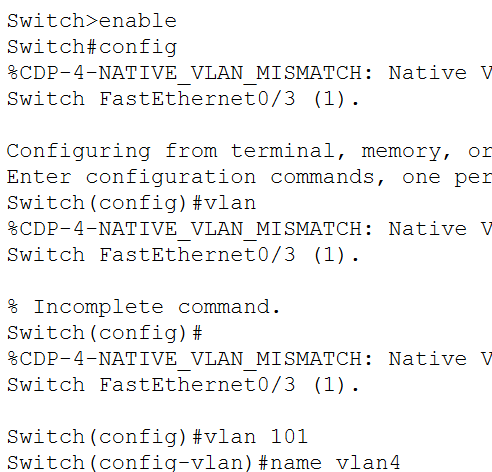 Switch>enable
Switch#config
%CDP-4-NATIVE_VLAN_MISMATCH: Native V
Switch FastEthernet0/3 (1).
Configuring from terminal, memory, or
Enter configuration commands, one per
Switch(config)#vlan
%CDP-4-NATIVE_VLAN_MISMATCH: Native V
Switch FastEthernet0/3 (1).
% Incomplete command.
Switch(config)#
%CDP-4-NATIVE_VLAN_MISMATCH: Native V
Switch FastEthernet0/3 (1).
Switch(config)#vlan 101
Switch(config-vlan)#name vlan4